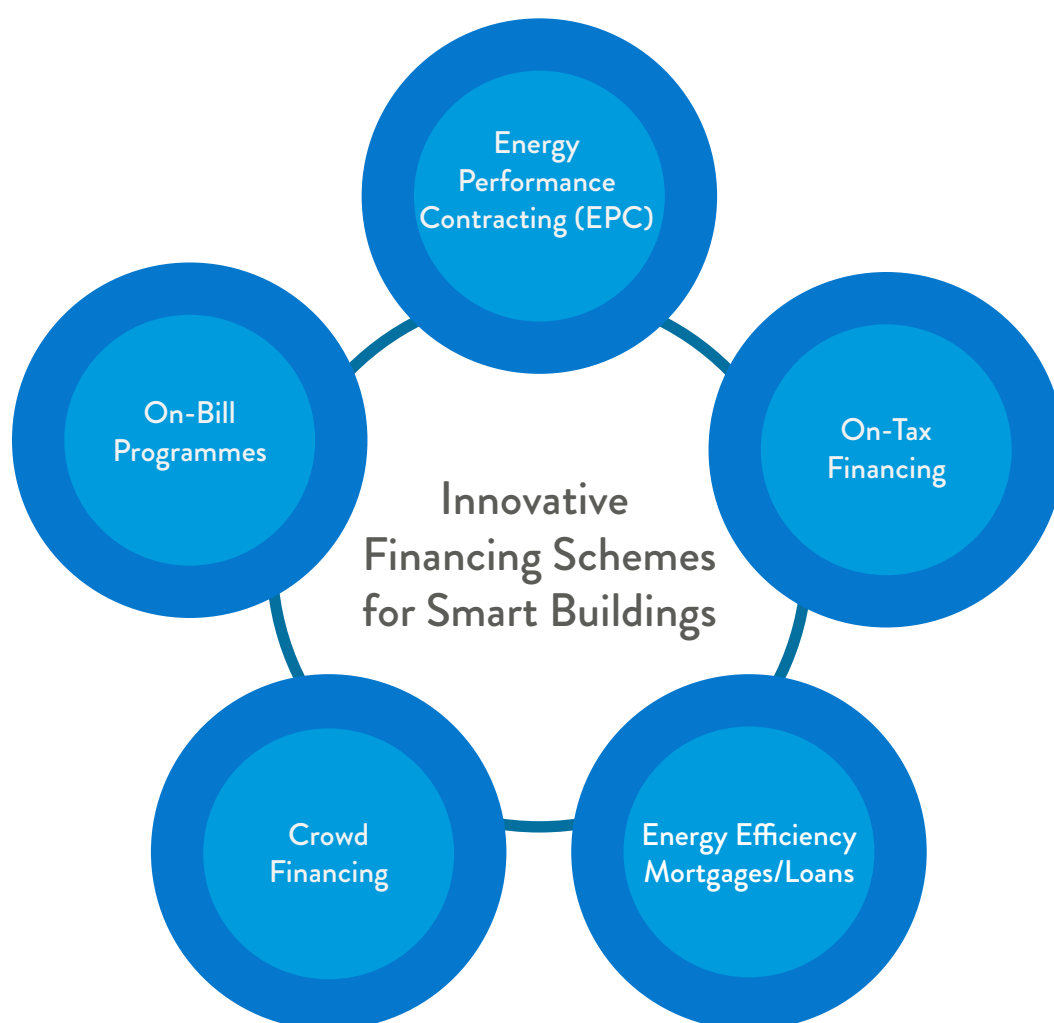 Energy
Performance
Contracting (EPC)
On-Bill
Programmes
On-Tax
Financing
Innovative
Financing Schemes
for Smart Buildings
Crowd
Financing
Energy Efficiency
Mortgages/Loans